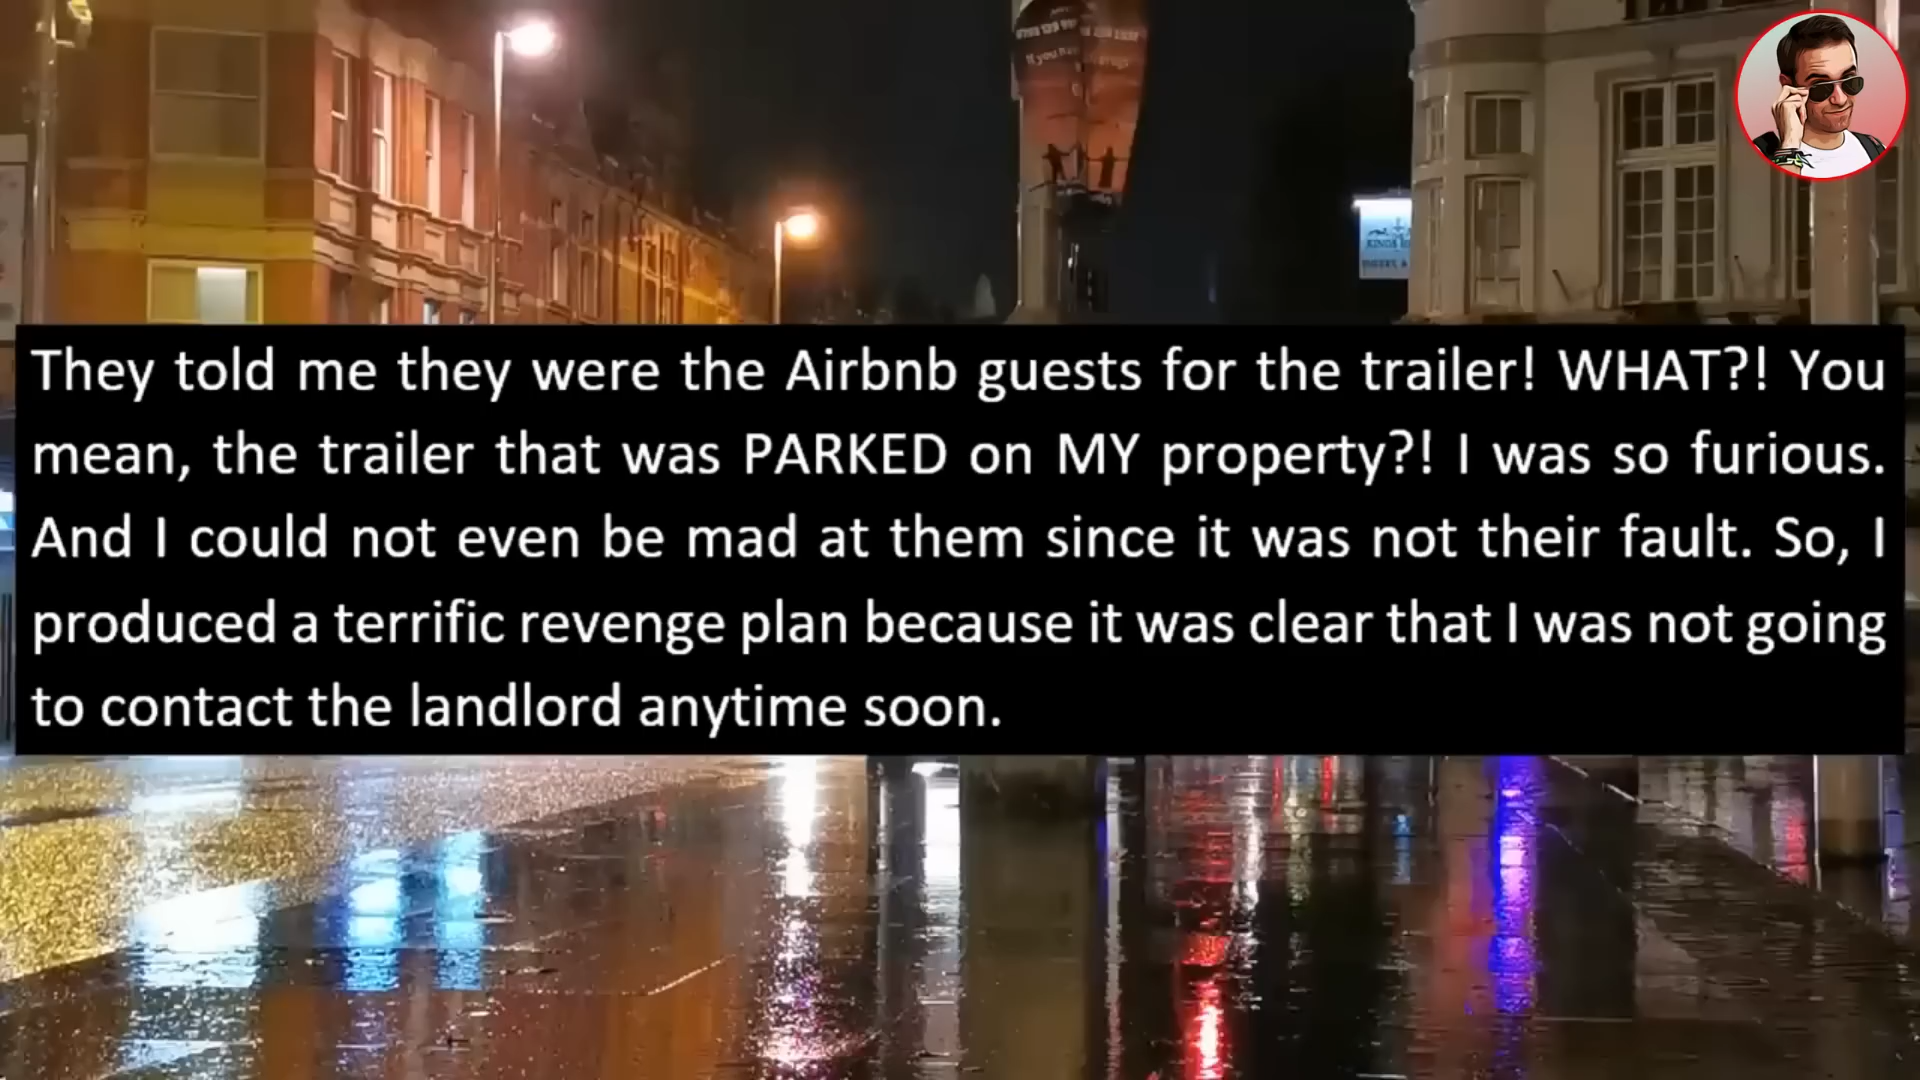 If you ha
They told me they were the Airbnb guests for the trailer! WHAT?! You
mean, the trailer that was PARKED on MY property?! I was so furious.
And I could not even be mad at them since it was not their fault. So, I
produced a terrific revenge plan because it was clear that I was not going
to contact the landlord anytime soon.